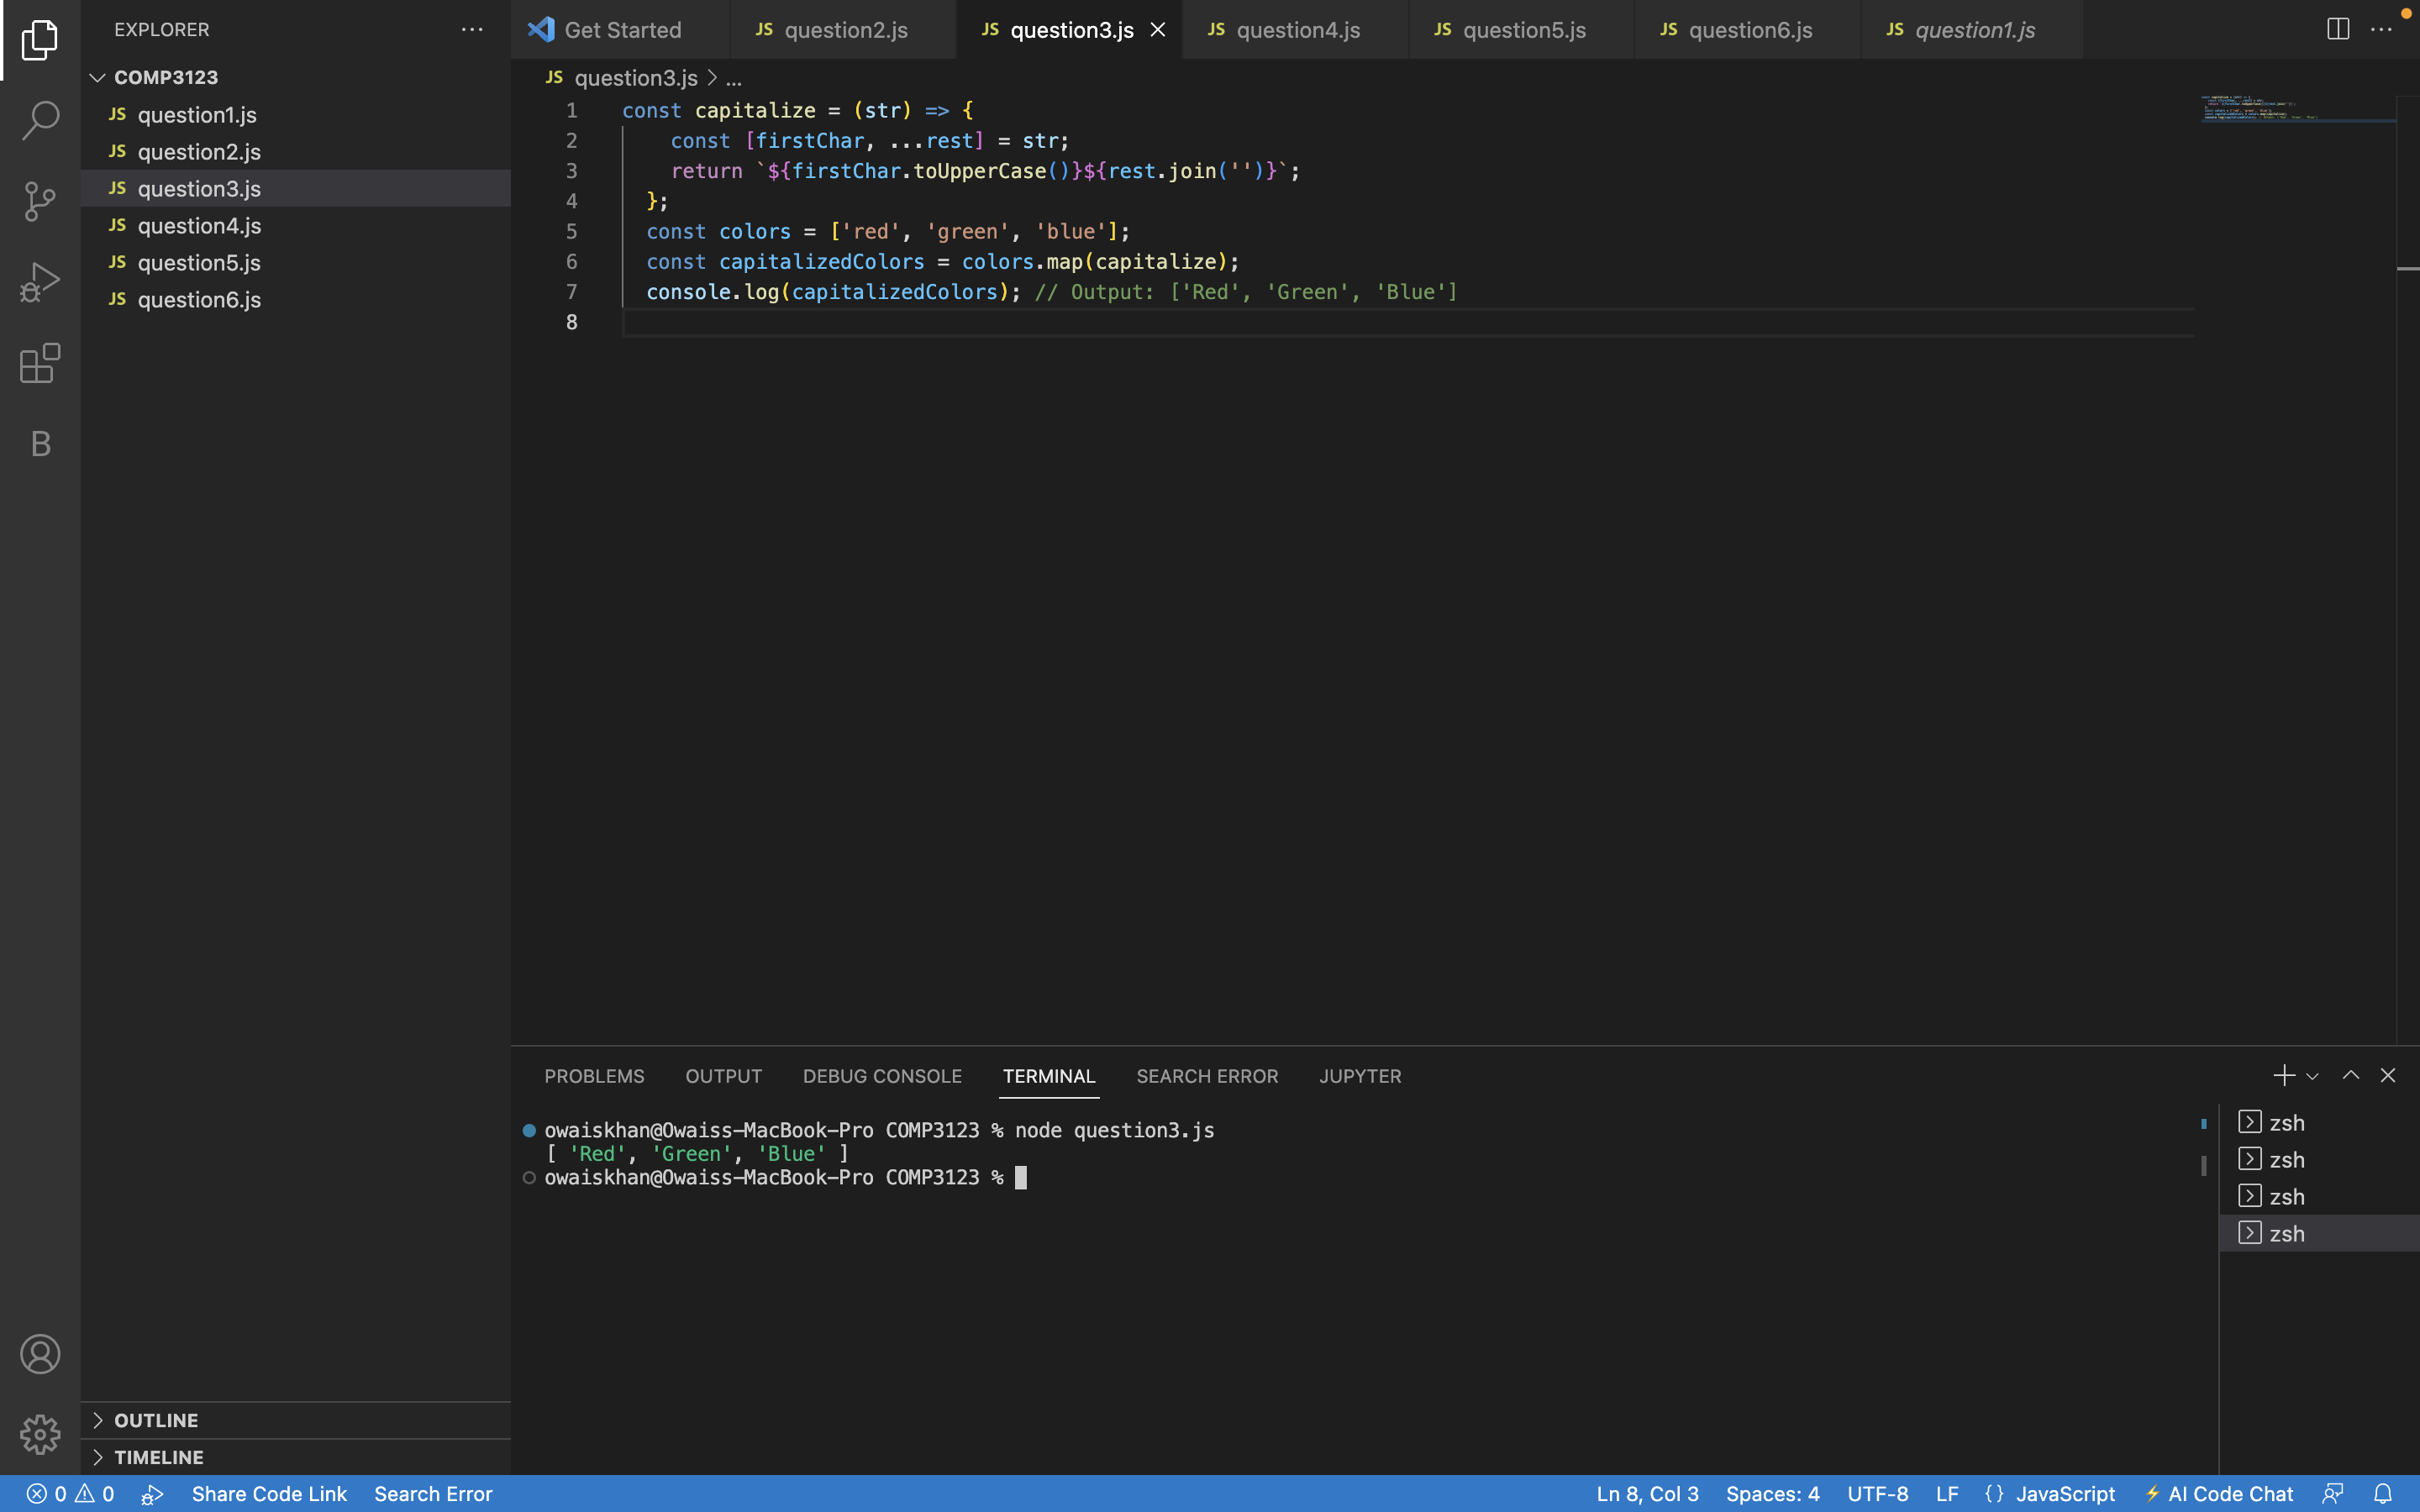 EXPLORER
Get Started
JS question2.js
JS question3.js
JS question4.js
JS question5.js
JS question6.js
JS question1.js
COMP3123
JS question1.js
JS question2.js
JS question3.js
JS question4.js
JS question5.js
JS question6.js
B
JS question3.js > ...
1 const capitalize = (str) => {
2     const [firstChar, ...rest] = str;
3     return `${firstChar.toUpperCase()}${rest.join('')}`;
4   };
5   const colors = ['red', 'green', 'blue'];
6   const capitalizedColors = colors.map(capitalize);
7   console.log(capitalizedColors); // Output: ['Red', 'Green', 'Blue']
8
PROBLEMS OUTPUT DEBUG CONSOLE TERMINAL SEARCH ERROR JUPYTER
owaiskhan@Owaiss-MacBook-Pro COMP3123 % node question3.js
[ 'Red', 'Green', 'Blue' ]
owaiskhan@Owaiss-MacBook-Pro COMP3123 %
zsh
zsh
zsh
zsh
OUTLINE
TIMELINE
0 0 Share Code Link Search Error
Ln 8, Col 3 Spaces: 4 UTF-8 LF {} JavaScript ⚡ AI Code Chat